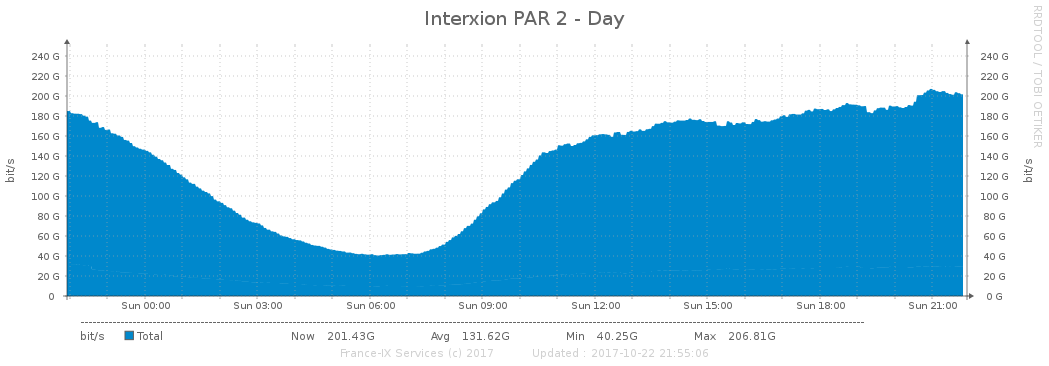 Interxion PAR 2 - Day
RRDTOOL / TOBI OETIKER
bit/s
240 G 240 G
220 G 220 G
200 G 200 G
180 G 180 G
160 G 160 G
140 G 140 G
120 G 120 G
100 G 100 G
80 G 80 G
60 G 60 G
40 G 40 G
20 G 20 G
0 0 G
bit/s
Sun 00:00 Sun 03:00 Sun 06:00 Sun 09:00 Sun 12:00 Sun 15:00 Sun 18:00 Sun 21:00
bit/s Total Now 201.43G Avg 131.62G Min 40.25G Max 206.81G
France-IX Services (c) 2017 Updated : 2017-10-22 21:55:06